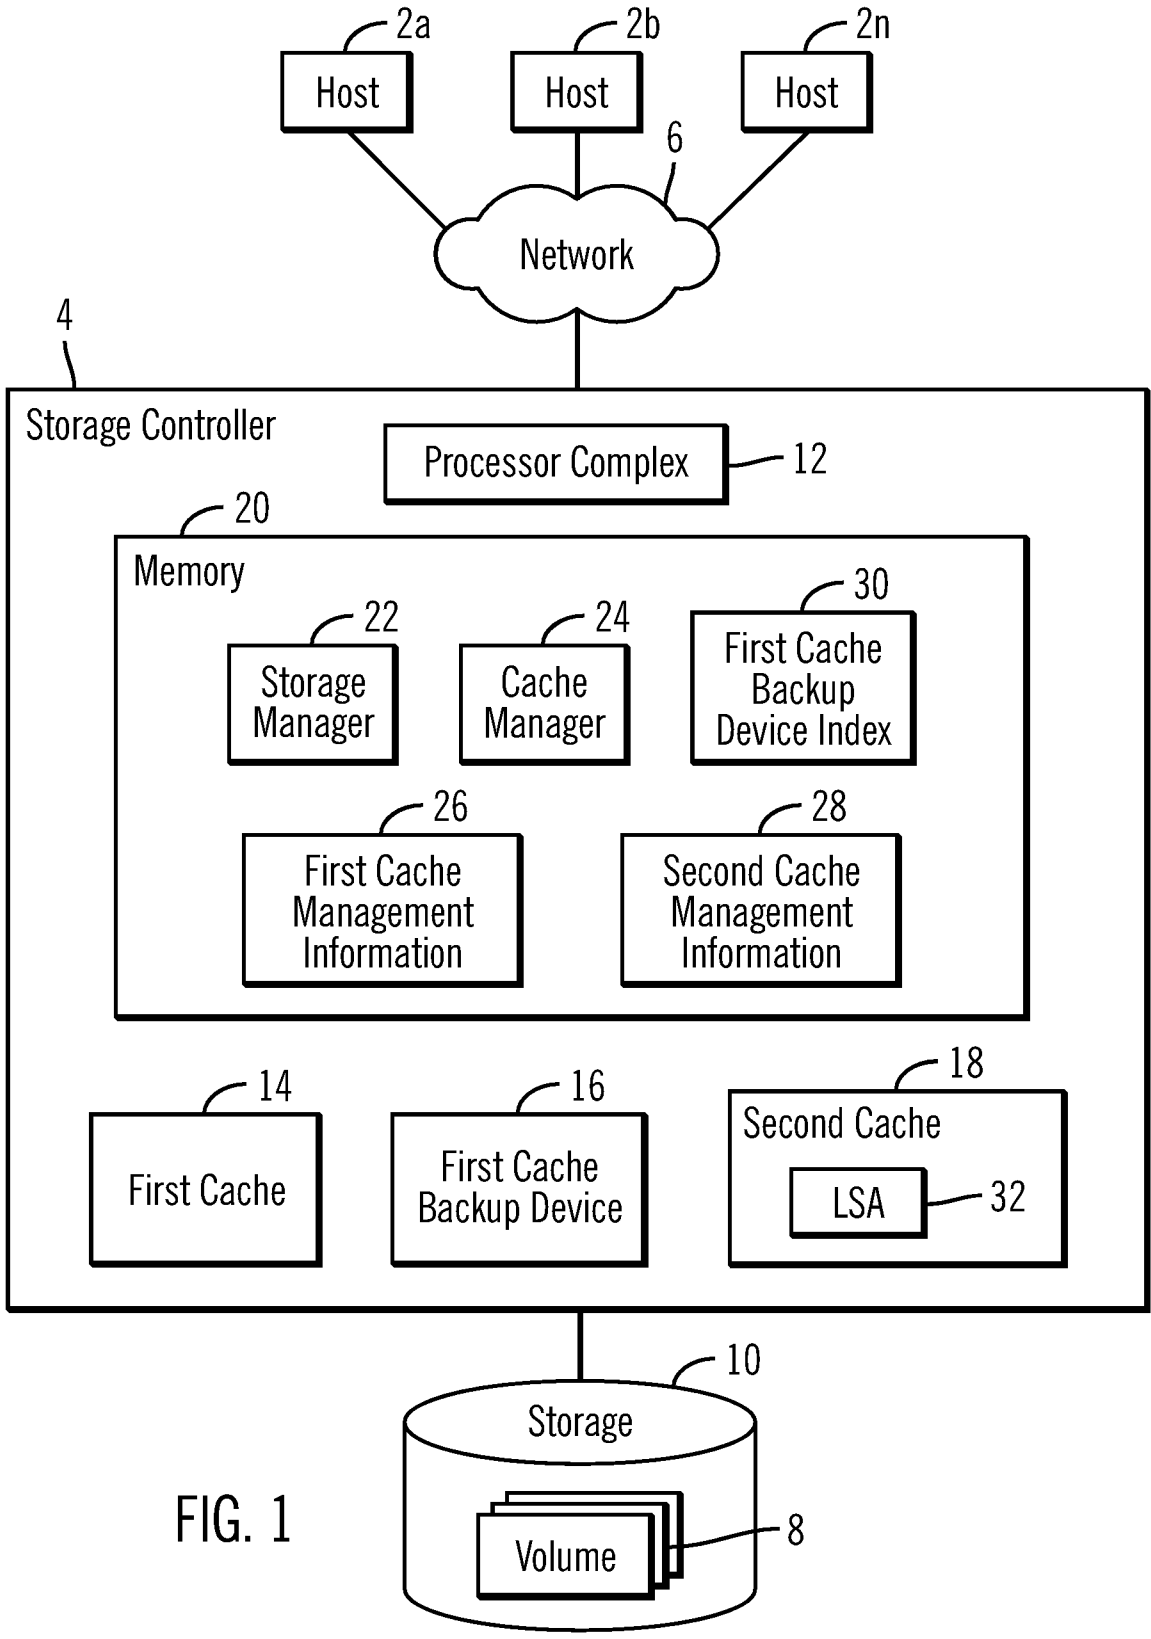 2a
2b
2n
Host
Host
Host
6
Network
4
Storage Controller
Processor Complex
12
20
Memory
22
24
30
Storage
Manager
Cache
Manager
First Cache
Backup
Device Index
26
28
First Cache
Management
Information
Second Cache
Management
Information
14
16
18
First Cache
First Cache
Backup Device
Second Cache
LSA
32
10
Storage
Volume
8
FIG. 1